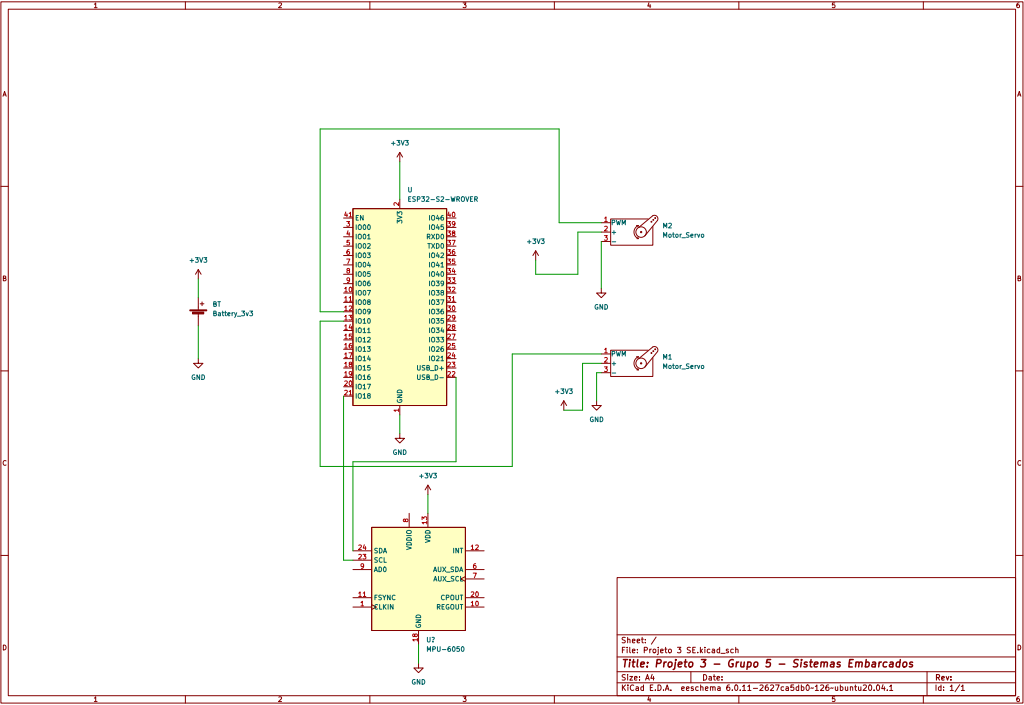 1 2 3 4 5 6
A A
B B
C C
D D
+3V3
U
ESP32-S2-WROVER
2
3V3
41 EN IO46 40
3 IO00 IO45 39
4 IO01 RXD0 38
5 IO02 TXD0 37
6 IO03 IO42 36
7 IO04 IO41 35
8 IO05 IO40 34
9 IO06 IO39 33
10 IO07 IO38 32
11 IO08 IO37 31
12 IO09 IO36 30
13 IO10 IO35 29
14 IO11 IO34 28
15 IO12 IO33 27
16 IO13 IO26 25
17 IO14 IO21 24
18 IO15 USB_D+ 23
19 IO16 USB_D- 22
20 IO17
21 IO18
GND
1
GND
+3V3
+
BT
Battery_3v3
GND
+3V3
1 PWM
2 +
3 -
M2
Motor_Servo
GND
+3V3
1 PWM
2 +
3 -
M1
Motor_Servo
GND
+3V3
8 13
VDDIO VDD
24 SDA INT 12
23 SCL
9 AD0 AUX_SDA 6
AUX_SCL 7
11 FSYNC CPOUT 20
1 CLKIN REGOUT 10
GND
18
U?
MPU-6050
GND
Sheet: /
File: Projeto 3 SE.kicad_sch
Title: Projeto 3 - Grupo 5 - Sistemas Embarcados
Size: A4 Date: Rev:
KiCad E.D.A. eeschema 6.0.11-2627ca5db0-126~ubuntu20.04.1 Id: 1/1
1 2 3 4 5 6